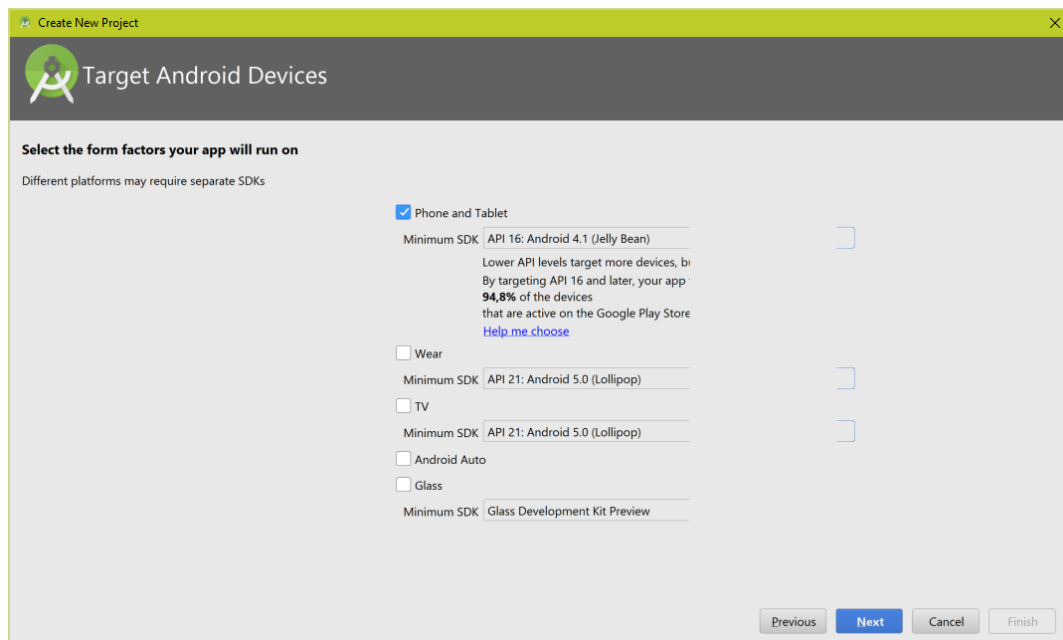 Create New Project
Target Android Devices
Select the form factors your app will run on
Different platforms may require separate SDKs
Phone and Tablet
Minimum SDK API 16: Android 4.1 (Jelly Bean)
Lower API levels target more devices,
By targeting API 16 and later, your app
94,8% of the devices
that are active on the Google Play Store
Help me choose
Wear
Minimum SDK API 21: Android 5.0 (Lollipop)
TV
Minimum SDK API 21: Android 5.0 (Lollipop)
Android Auto
Glass
Minimum SDK Glass Development Kit Preview
Previous Next Cancel Finish